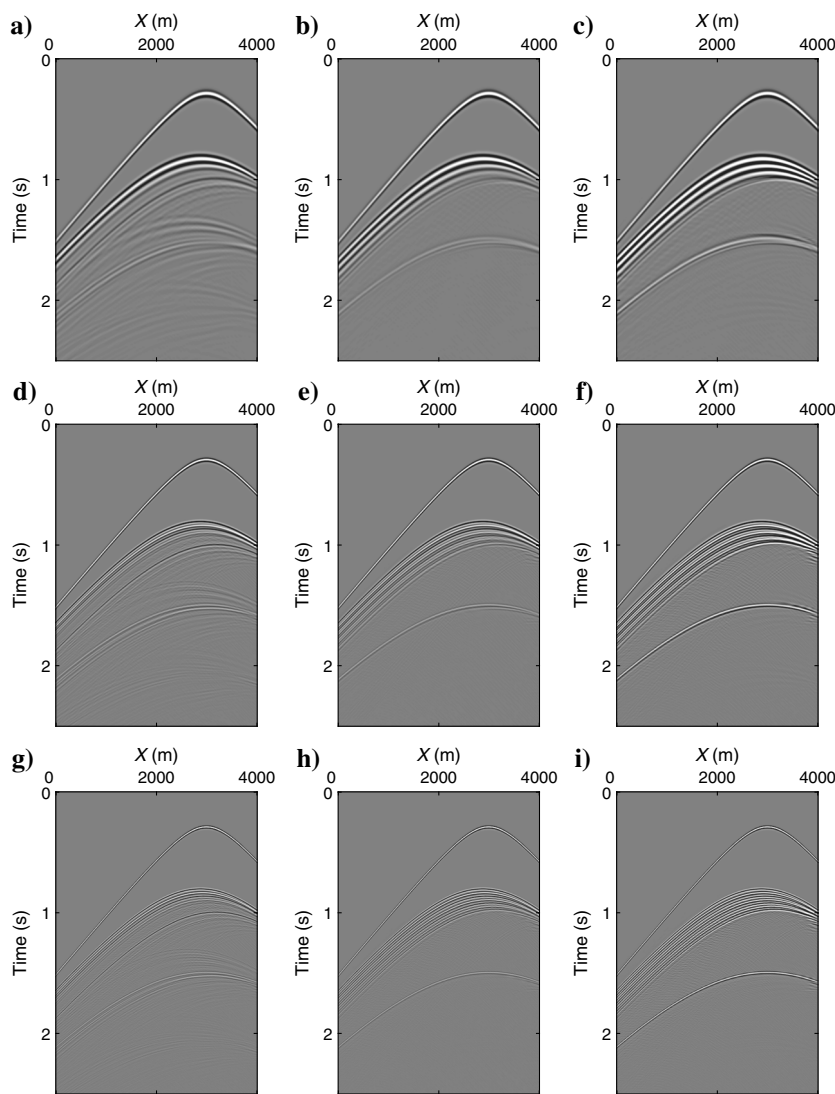 a) X (m) b) X (m) c) X (m)
0 2000 4000 0 2000 4000 0 2000 4000
0 0 0
Time (s) Time (s) Time (s)
1 1 1
2 2 2
d) X (m) e) X (m) f) X (m)
0 2000 4000 0 2000 4000 0 2000 4000
0 0 0
Time (s) Time (s) Time (s)
1 1 1
2 2 2
g) X (m) h) X (m) i) X (m)
0 2000 4000 0 2000 4000 0 2000 4000
0 0 0
Time (s) Time (s) Time (s)
1 1 1
2 2 2